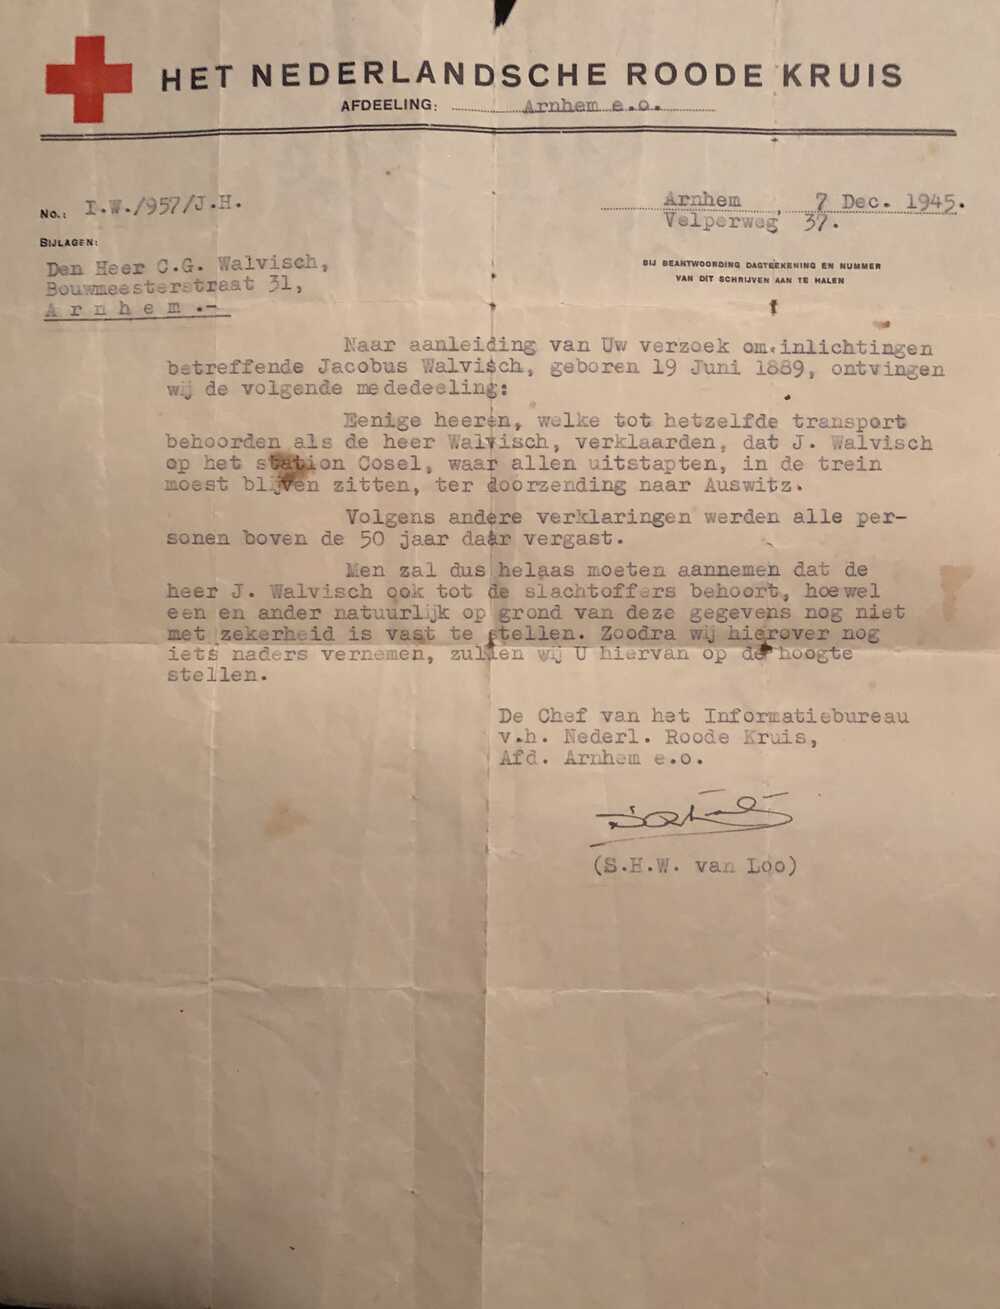 HET NEDERLANDSCHE ROODE KRUIS
AFDEELING: Arnhem e.o.
No.: I.W./957/J.H.
Arnhem, 7 Dec. 1945.
Velperweg 37.
BIJLAGEN:
BIJ BEANTWOORDING DAGTEEKENING EN NUMMER
VAN DIT SCHRIJVEN AAN TE HALEN
Den Heer C.G. Walvisch,
Bouwmeesterstraat 31,
A r n h e m .-
Naar aanleiding van Uw verzoek om inlichtingen
betreffende Jacobus Walvisch, geboren 19 Juni 1889, ontvingen
wij de volgende mededeeling:
Eenige heeren, welke tot hetzelfde transport
behoorden als de heer Walvisch, verklaarden, dat J. Walvisch
op het station Cosel, waar allen uitstapten, in de trein
moest blijven zitten, ter doorzending naar Auswitz.
Volgens andere verklaringen werden alle per-
sonen boven de 50 jaar daar vergast.
Men zal dus helaas moeten aannemen dat de
heer J. Walvisch ook tot de slachtoffers behoort, hoewel
een en ander natuurlijk op grond van deze gegevens nog niet
met zekerheid is vast te stellen. Zoodra wij hierover nog
iets naders vernemen, zullen wij U hiervan op de hoogte
stellen.
De Chef van het Informatiebureau
v.h. Nederl. Roode Kruis,
Afd. Arnhem e.o.
(S.H.W. van Loo)